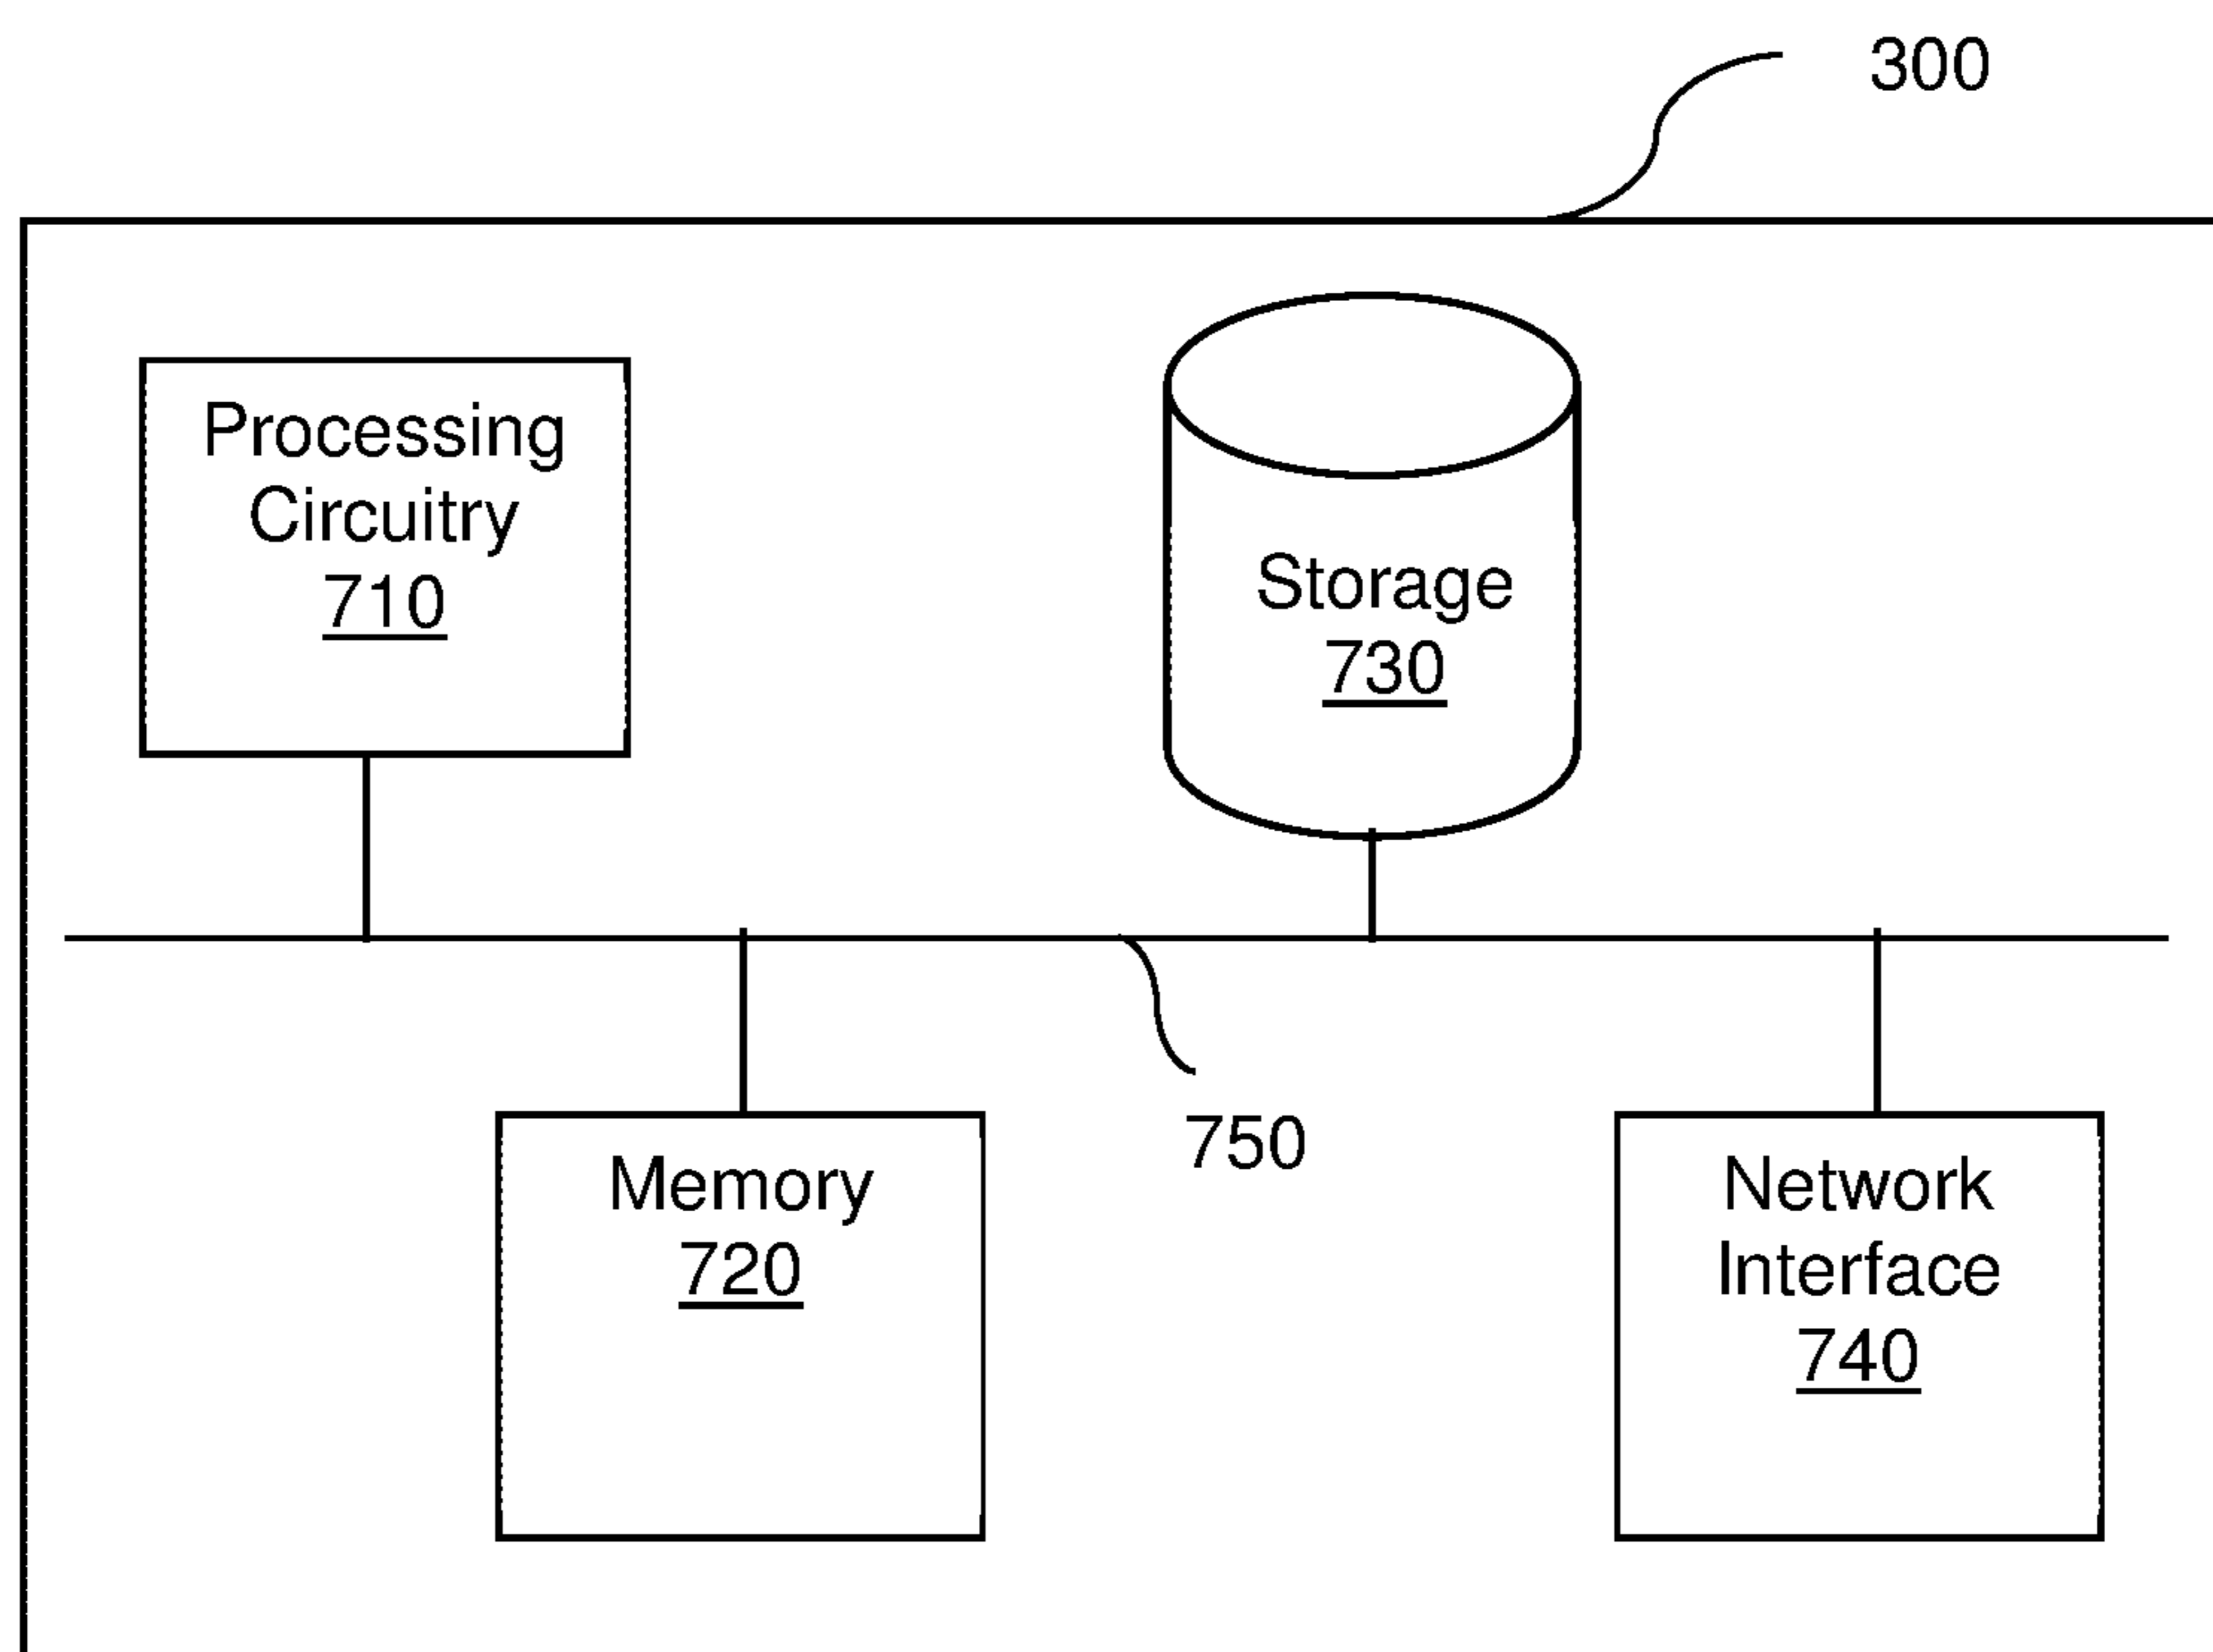 300
Processing
Circuitry
710
Storage
730
750
Memory
720
Network
Interface
740